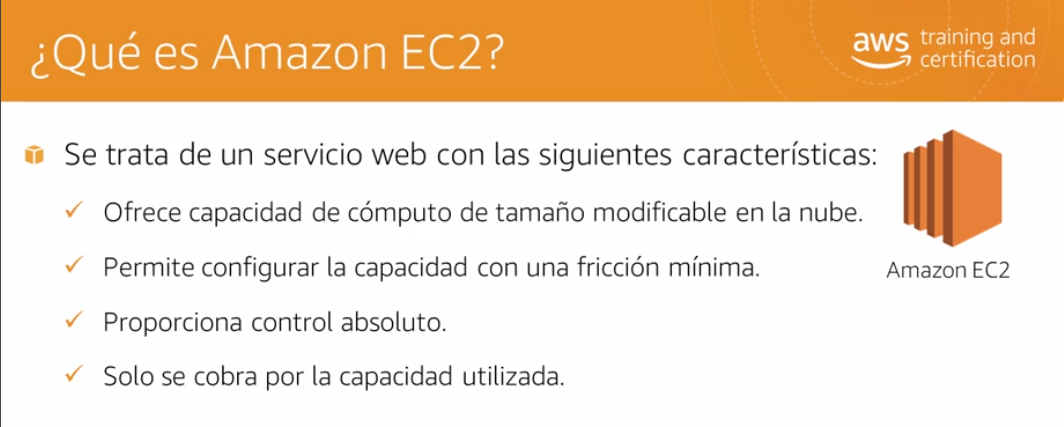 ¿Qué es Amazon EC2?
aws training and
certification
Se trata de un servicio web con las siguientes características:
Ofrece capacidad de cómputo de tamaño modificable en la nube.
Permite configurar la capacidad con una fricción mínima.
Amazon EC2
Proporciona control absoluto.
Solo se cobra por la capacidad utilizada.